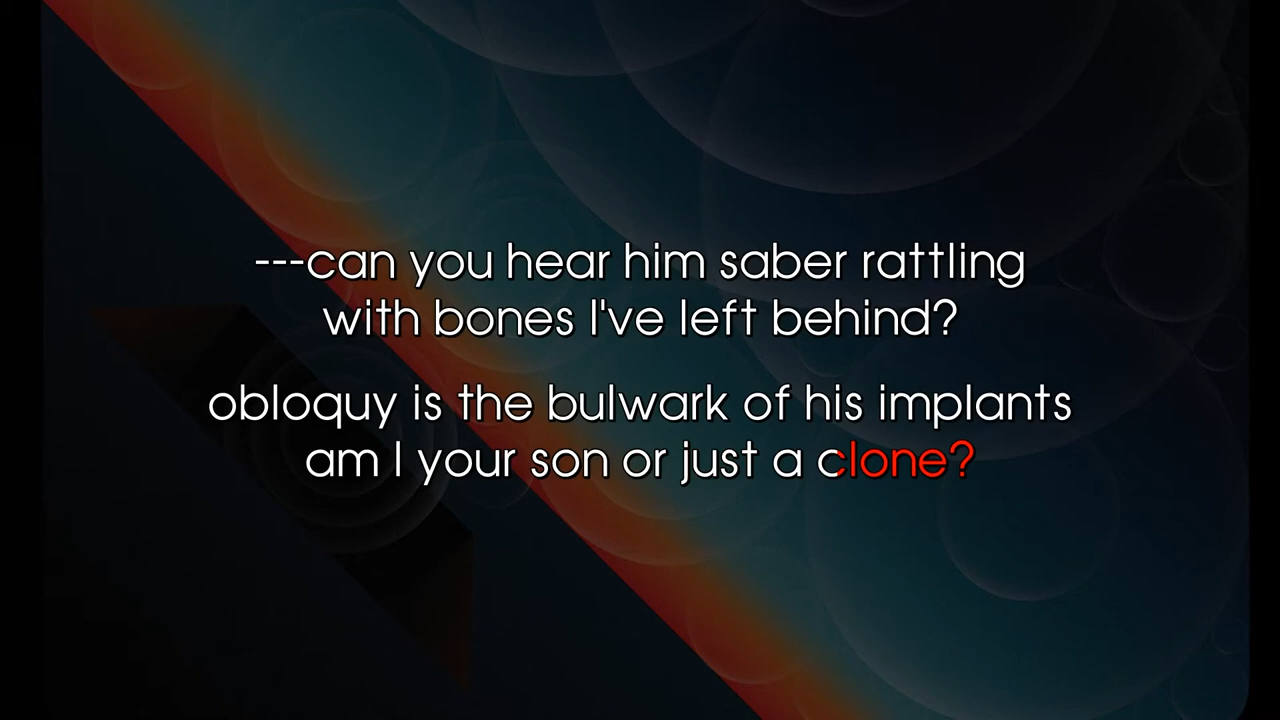 ---can you hear him saber rattling
with bones I've left behind?
obloquy is the bulwark of his implants
am I your son or just a clone?